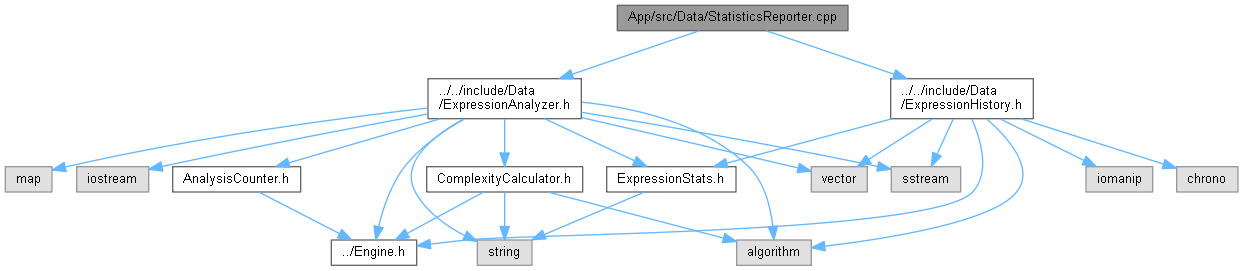 App/src/Data/StatisticsReporter.cpp
../../include/Data
/ExpressionAnalyzer.h
../../include/Data
/ExpressionHistory.h
map
iostream
AnalysisCounter.h
ComplexityCalculator.h
ExpressionStats.h
vector
sstream
iomanip
chrono
../Engine.h
string
algorithm